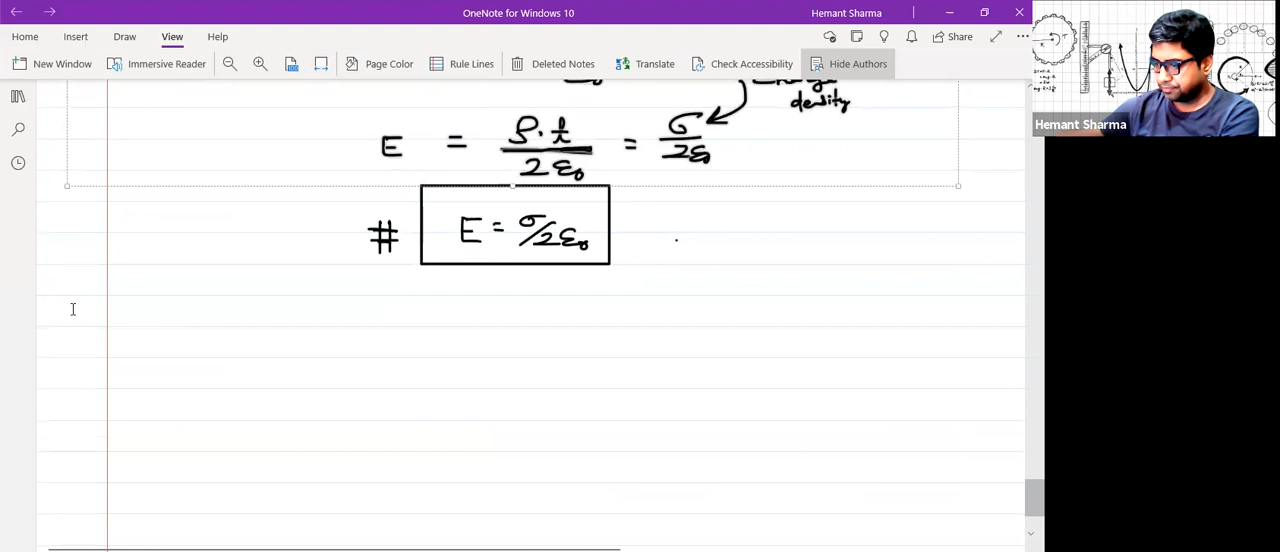 OneNote for Windows 10
Hemant Sharma
Home Insert Draw View Help
Share
New Window Immersive Reader Page Color Rule Lines Deleted Notes Translate Check Accessibility Hide Authors
density
E = ρ·t/2ε₀ = σ/2ε₀
# E = σ/2ε₀
Hemant Sharma